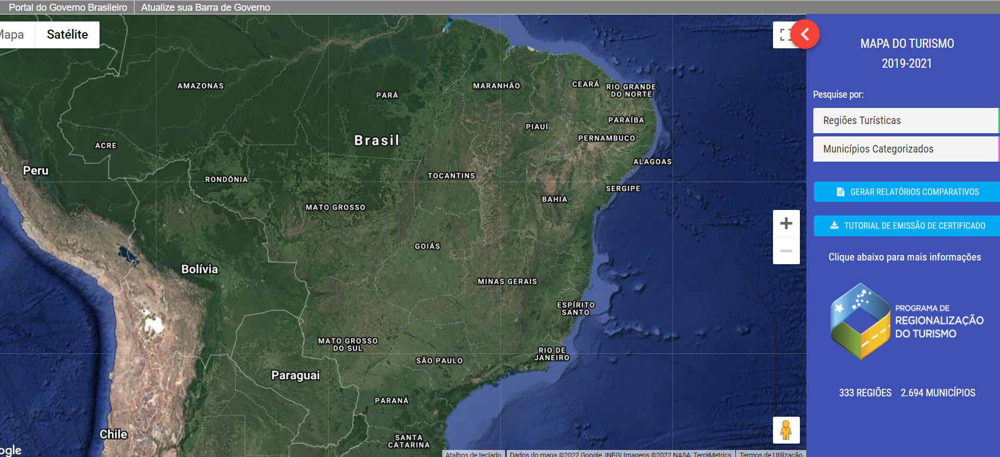 Portal do Governo Brasileiro
Atualize sua Barra de Governo
Mapa
Satélite
AMAZONAS
PARÁ
MARANHÃO
CEARÁ
RIO GRANDE
DO NORTE
PARAÍBA
PIAUÍ
PERNAMBUCO
Brasil
ACRE
ALAGOAS
Peru
RONDÔNIA
TOCANTINS
SERGIPE
BAHIA
MATO GROSSO
GOIÁS
Bolívia
MINAS GERAIS
ESPÍRITO
SANTO
MATO GROSSO
DO SUL
RIO DE
JANEIRO
SÃO PAULO
Paraguai
PARANÁ
Chile
SANTA
CATARINA
ogle
Atalhos de teclado
Dados do mapa ©2022 Google, INEGI Imagens ©2022 NASA, TerraMetrics
Termos de Utilização
MAPA DO TURISMO
2019-2021
Pesquise por:
Regiões Turísticas
Municípios Categorizados
GERAR RELATÓRIOS COMPARATIVOS
TUTORIAL DE EMISSÃO DE CERTIFICADO
Clique abaixo para mais informações
PROGRAMA DE
REGIONALIZAÇÃO
DO TURISMO
333 REGIÕES 2.694 MUNICÍPIOS